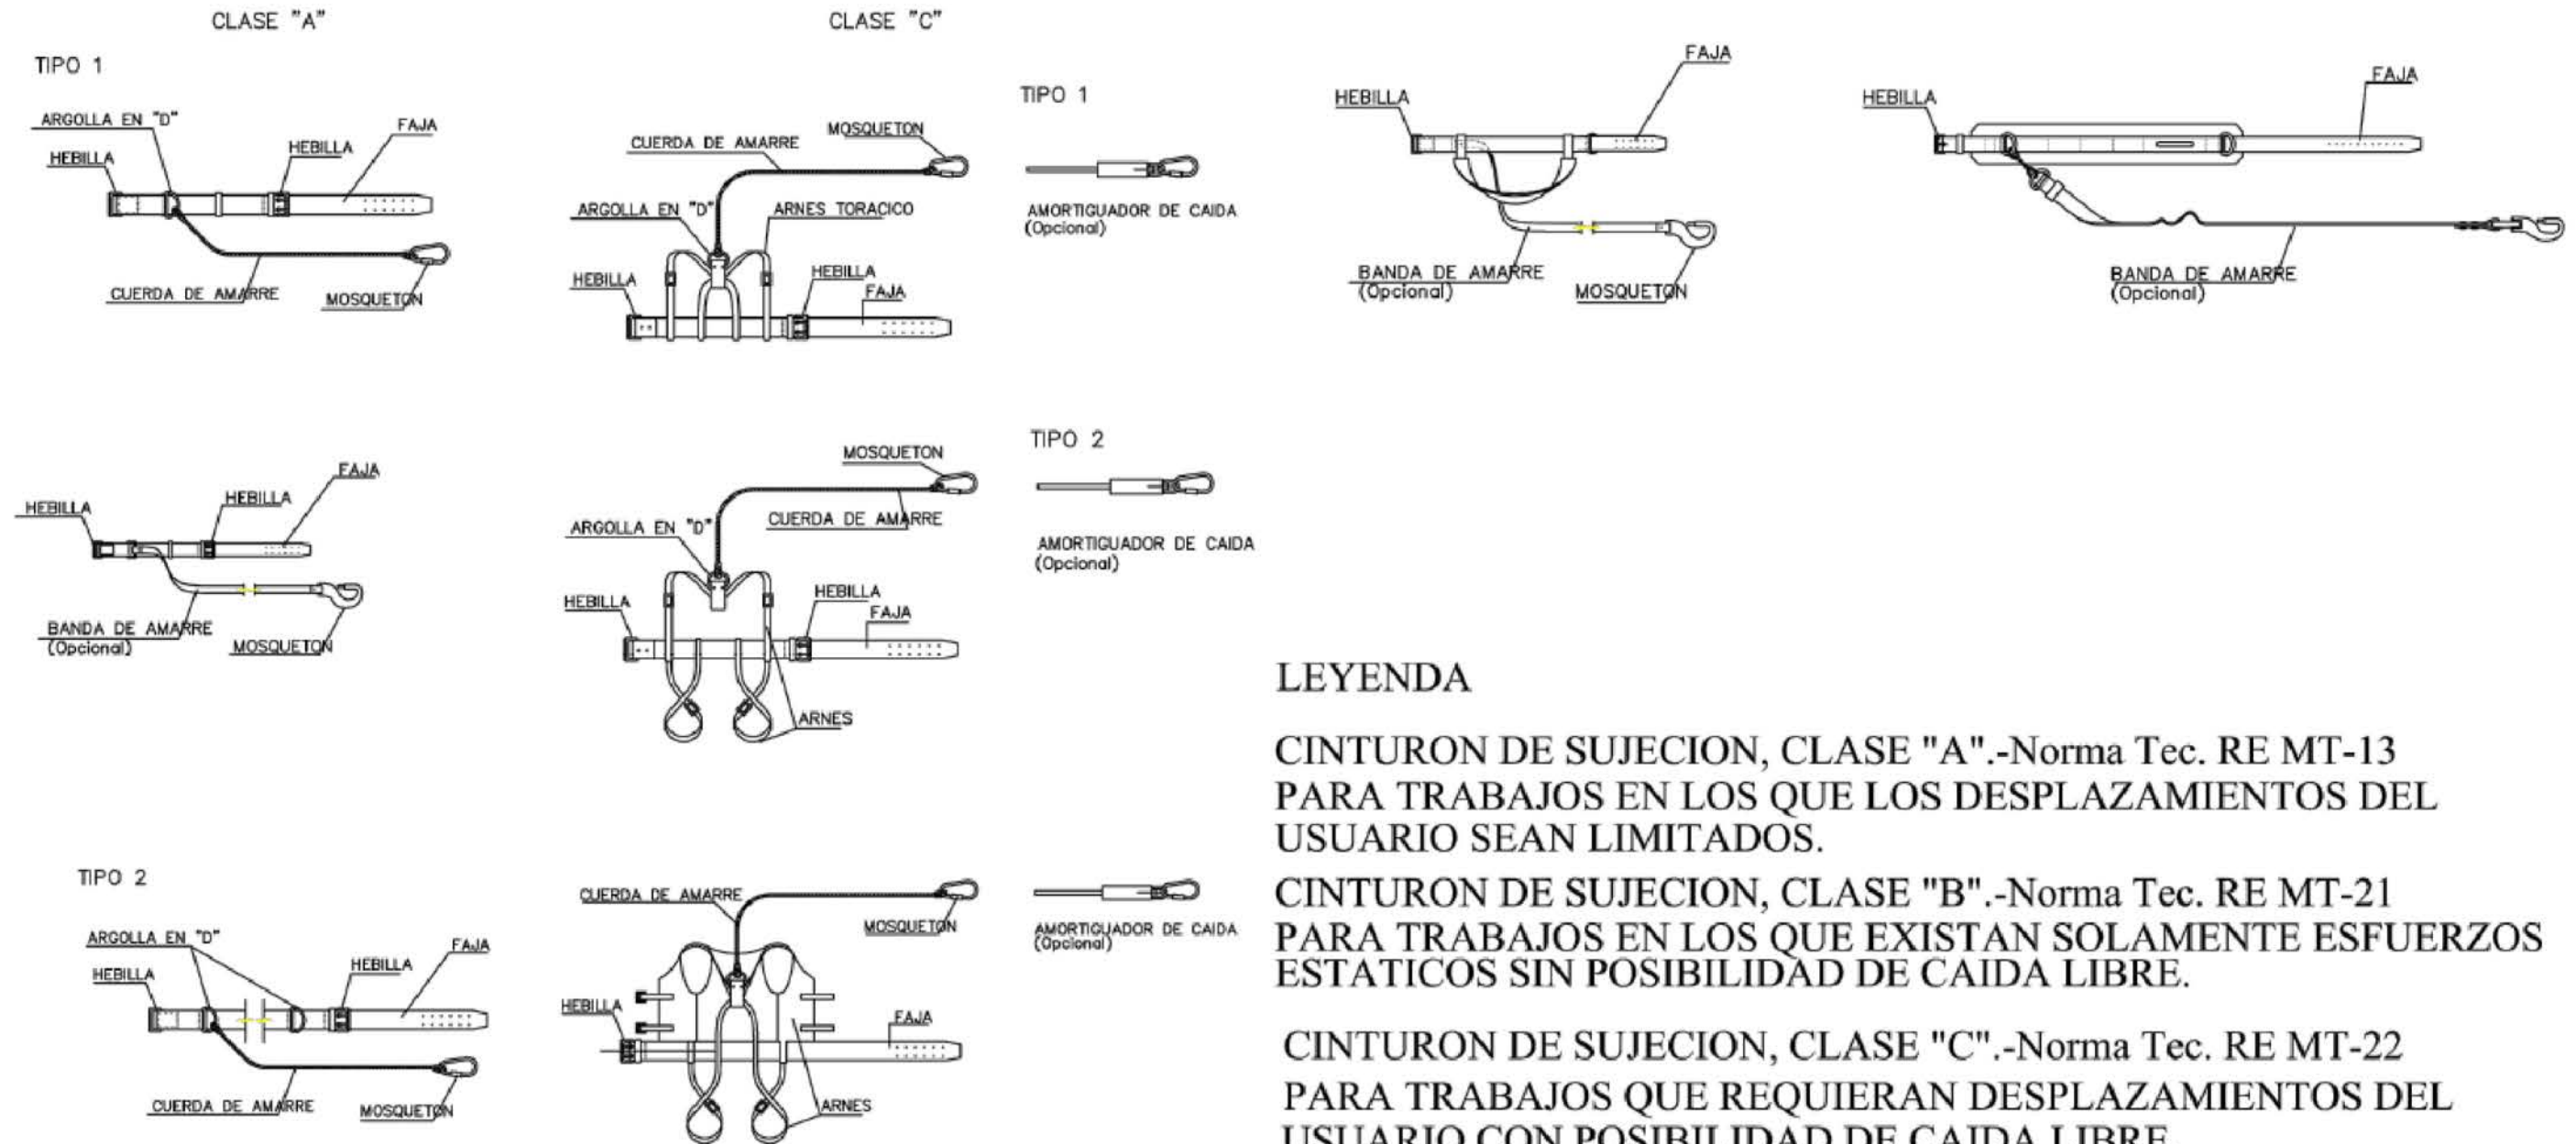 CLASE "A"
TIPO 1
ARGOLLA EN "D"
HEBILLA
HEBILLA
FAJA
CUERDA DE AMARRE
MOSQUETON
HEBILLA
HEBILLA
FAJA
BANDA DE AMARRE
(Opcional)
MOSQUETON
TIPO 2
ARGOLLA EN "D"
HEBILLA
HEBILLA
FAJA
CUERDA DE AMARRE
MOSQUETON
CLASE "C"
TIPO 1
CUERDA DE AMARRE
MOSQUETON
ARGOLLA EN "D"
ARNES TORACICO
HEBILLA
HEBILLA
FAJA
AMORTIGUADOR DE CAIDA
(Opcional)
TIPO 2
MOSQUETON
ARGOLLA EN "D"
CUERDA DE AMARRE
HEBILLA
HEBILLA
FAJA
ARNES
AMORTIGUADOR DE CAIDA
(Opcional)
CUERDA DE AMARRE
MOSQUETON
HEBILLA
FAJA
ARNES
AMORTIGUADOR DE CAIDA
(Opcional)
HEBILLA
FAJA
BANDA DE AMARRE
(Opcional)
MOSQUETON
HEBILLA
FAJA
BANDA DE AMARRE
(Opcional)
LEYENDA
CINTURON DE SUJECION, CLASE "A".-Norma Tec. RE MT-13
PARA TRABAJOS EN LOS QUE LOS DESPLAZAMIENTOS DEL
USUARIO SEAN LIMITADOS.
CINTURON DE SUJECION, CLASE "B".-Norma Tec. RE MT-21
PARA TRABAJOS EN LOS QUE EXISTAN SOLAMENTE ESFUERZOS
ESTATICOS SIN POSIBILIDAD DE CAIDA LIBRE.
CINTURON DE SUJECION, CLASE "C".-Norma Tec. RE MT-22
PARA TRABAJOS QUE REQUIERAN DESPLAZAMIENTOS DEL
USUARIO CON POSIBILIDAD DE CAIDA LIBRE